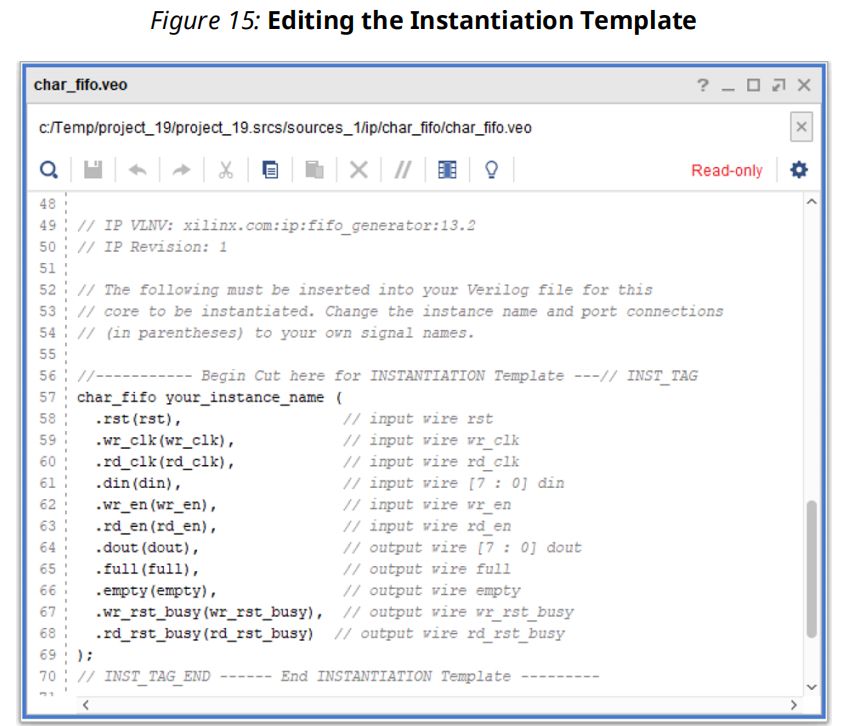 Figure 15: Editing the Instantiation Template
char_fifo.veo
c:/Temp/project_19/project_19.srcs/sources_1/ip/char_fifo/char_fifo.veo
Read-only
48
49 // IP VLNV: xilinx.com:ip:fifo_generator:13.2
50 // IP Revision: 1
51
52 // The following must be inserted into your Verilog file for this
53 // core to be instantiated. Change the instance name and port connections
54 // (in parentheses) to your own signal names.
55
56 //----------- Begin Cut here for INSTANTIATION Template ---// INST_TAG
57 char_fifo your_instance_name (
58 .rst(rst), // input wire rst
59 .wr_clk(wr_clk), // input wire wr_clk
60 .rd_clk(rd_clk), // input wire rd_clk
61 .din(din), // input wire [7 : 0] din
62 .wr_en(wr_en), // input wire wr_en
63 .rd_en(rd_en), // input wire rd_en
64 .dout(dout), // output wire [7 : 0] dout
65 .full(full), // output wire full
66 .empty(empty), // output wire empty
67 .wr_rst_busy(wr_rst_busy), // output wire wr_rst_busy
68 .rd_rst_busy(rd_rst_busy) // output wire rd_rst_busy
69 );
70 // INST_TAG_END ------ End INSTANTIATION Template ---------